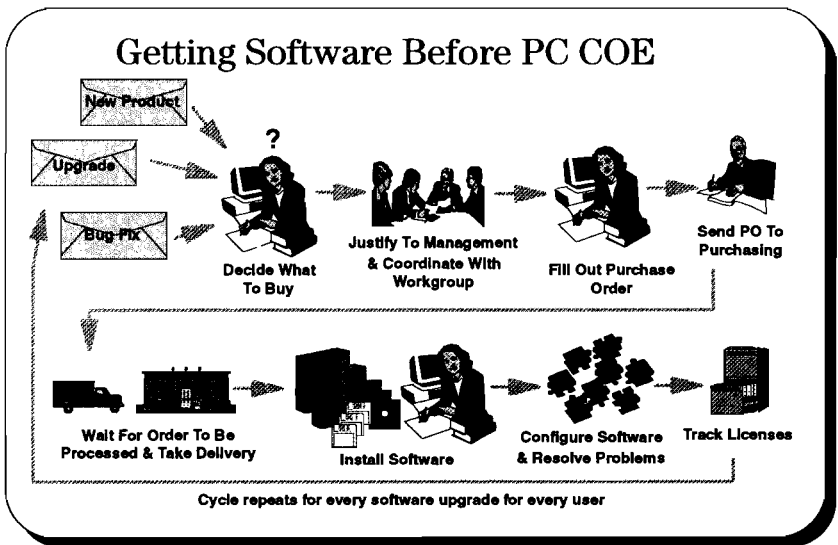 Getting Software Before PC COE
New Product
Upgrade
Bug Fix
?
Decide What
To Buy
Justify To Management
& Coordinate With
Workgroup
Fill Out Purchase
Order
Send PO To
Purchasing
Wait For Order To Be
Processed & Take Delivery
Install Software
Configure Software
& Resolve Problems
Track Licenses
Cycle repeats for every software upgrade for every user